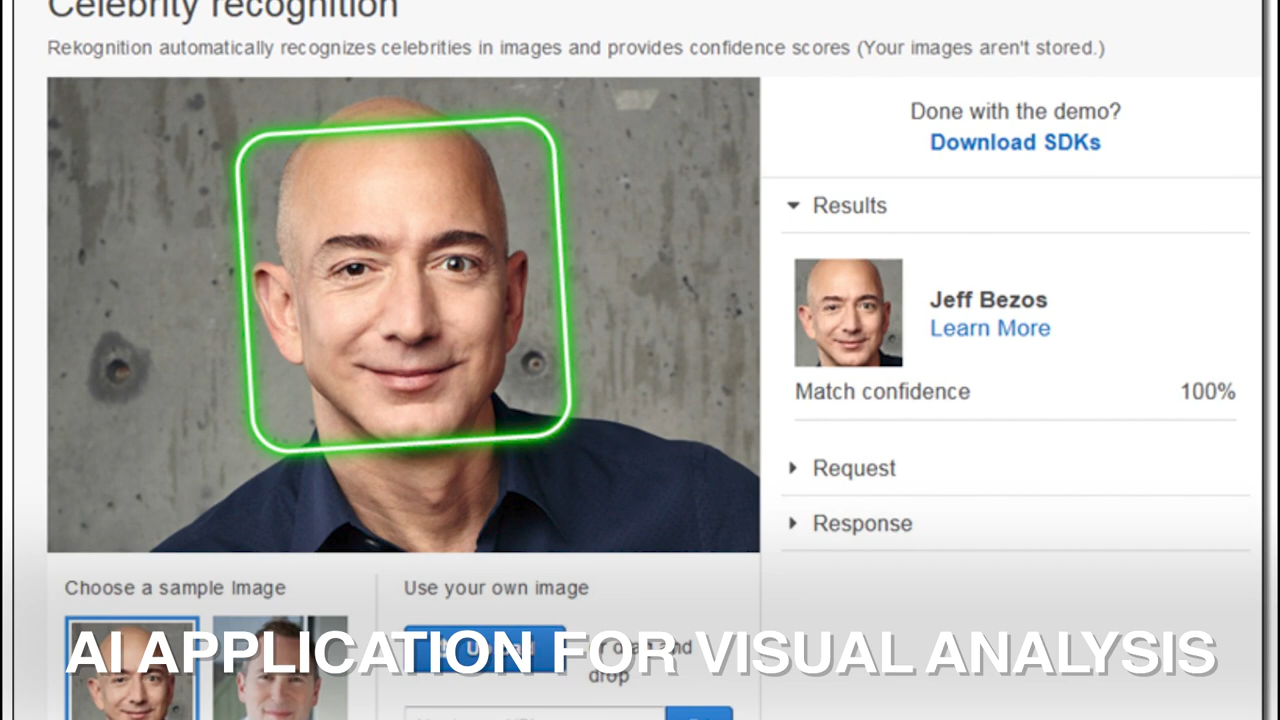 Celebrity recognition
Rekognition automatically recognizes celebrities in images and provides confidence scores (Your images aren't stored.)
Done with the demo?
Download SDKs
Results
Jeff Bezos
Learn More
Match confidence 100%
Request
Response
Choose a sample Image
Use your own image
drop
AI APPLICATION FOR VISUAL ANALYSIS